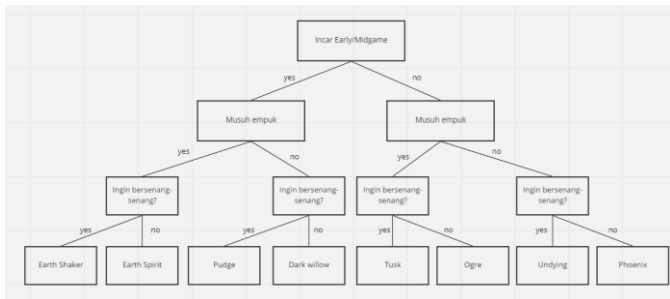 Incar Early/Midgame
yes
no
Musuh empuk
Musuh empuk
yes
no
yes
no
Ingin bersenang-
senang?
Ingin bersenang-
senang?
Ingin bersenang-
senang?
Ingin bersenang-
senang?
yes
no
yes
no
yes
no
yes
no
Earth Shaker
Earth Spirit
Pudge
Dark willow
Tusk
Ogre
Undying
Phoenix